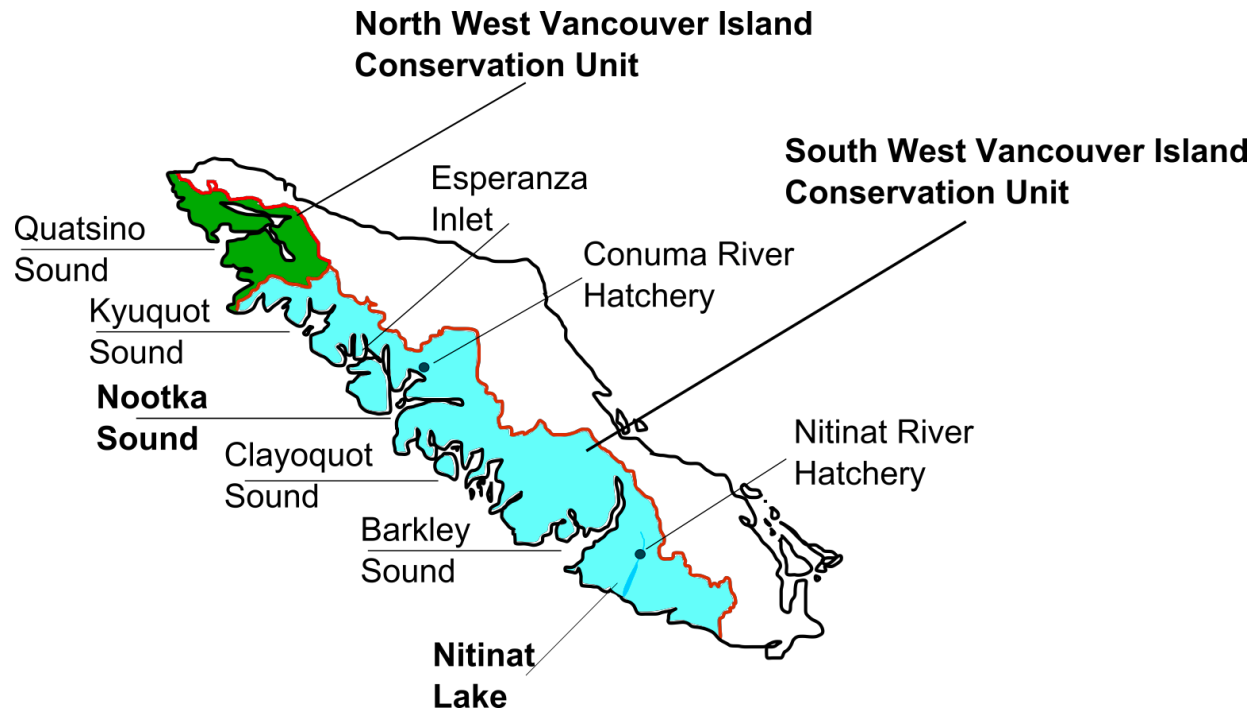 North West Vancouver Island
Conservation Unit
South West Vancouver Island
Conservation Unit
Esperanza
Inlet
Quatsino
Sound
Conuma River
Hatchery
Kyuquot
Sound
Nootka
Sound
Nitinat River
Hatchery
Clayoquot
Sound
Barkley
Sound
Nitinat
Lake